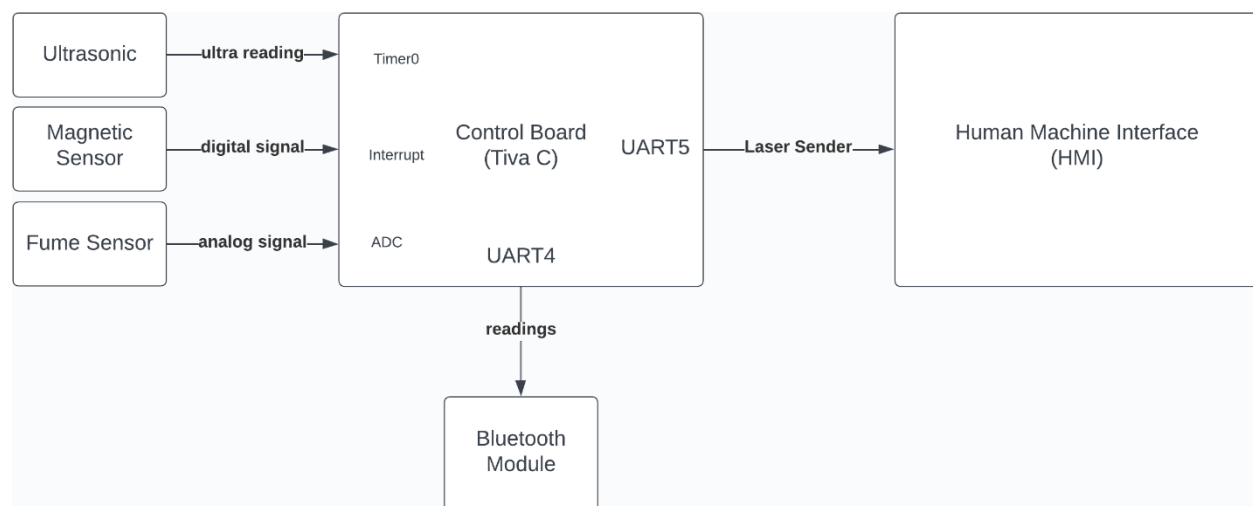 Ultrasonic
ultra reading
Timer0
Magnetic
Sensor
digital signal
Interrupt
Control Board
(Tiva C)
UART5
Laser Sender
Human Machine Interface
(HMI)
Fume Sensor
analog signal
ADC
UART4
readings
Bluetooth
Module